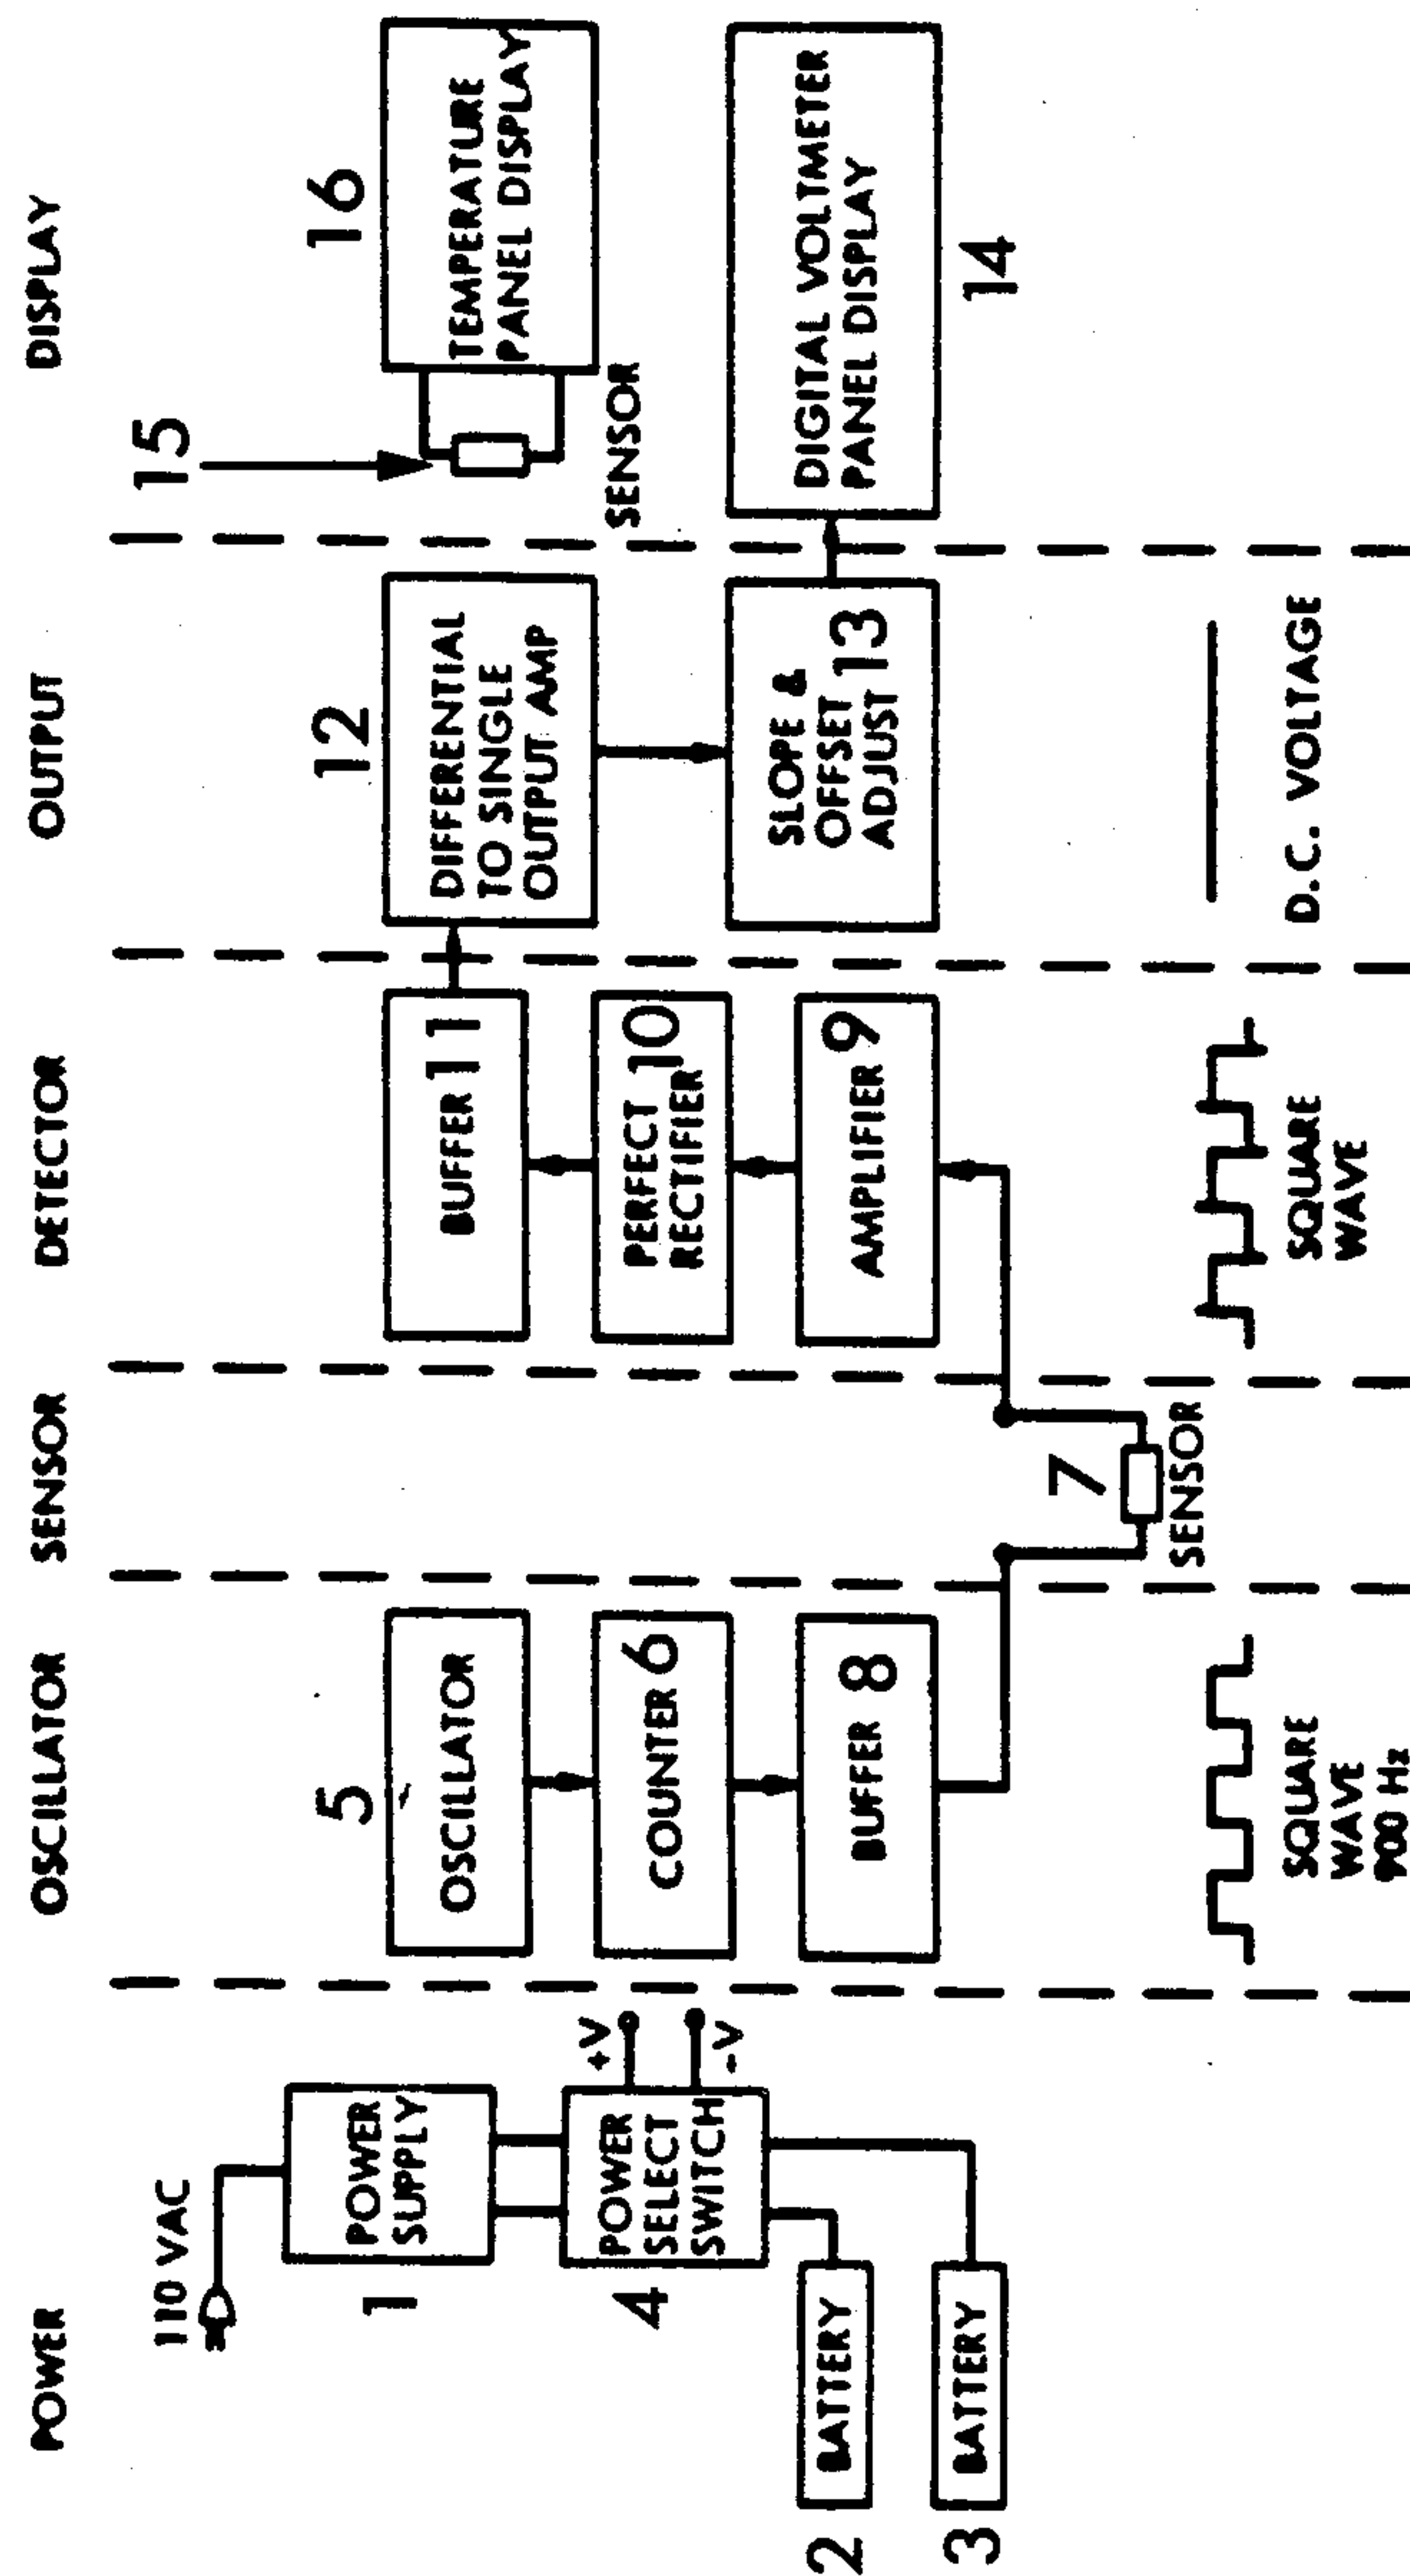 POWER
OSCILLATOR
SENSOR
DETECTOR
OUTPUT
DISPLAY
110 VAC
1
POWER
SUPPLY
4
POWER
SELECT
SWITCH
+V
-V
2
BATTERY
3
BATTERY
5
OSCILLATOR
COUNTER 6
BUFFER 8
SQUARE
WAVE
900 Hz
7
SENSOR
BUFFER 11
PERFECT 10
RECTIFIER
AMPLIFIER 9
SQUARE
WAVE
12
DIFFERENTIAL
TO SINGLE
OUTPUT AMP
SLOPE &
OFFSET 13
ADJUST
D.C. VOLTAGE
15
16
TEMPERATURE
PANEL DISPLAY
SENSOR
DIGITAL VOLTMETER
PANEL DISPLAY
14